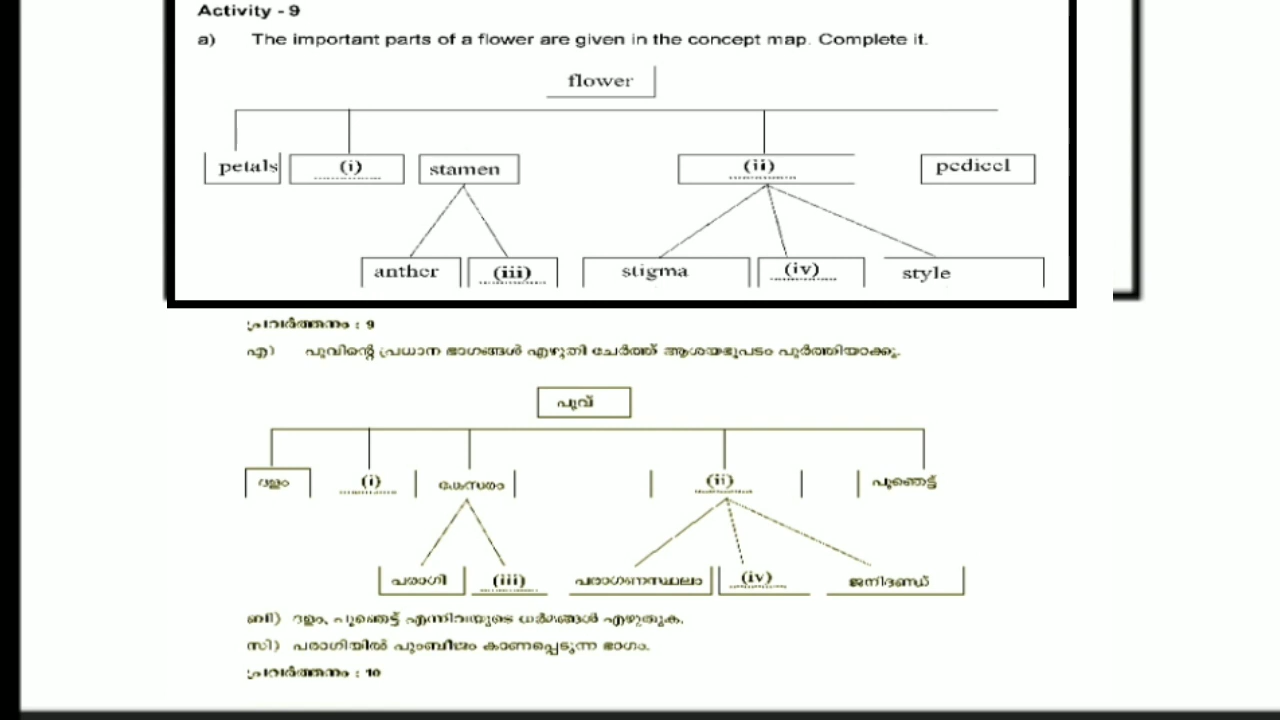 Activity - 9
a) The important parts of a flower are given in the concept map. Complete it.
flower
petals (i) stamen (ii) pedicel
anther (iii) stigma (iv) style
പ്രവർത്തനം : 9
എ) പൂവിന്റെ പ്രധാന ഭാഗങ്ങൾ എഴുതി ചേർത്ത് ആശയഭൂപടം പൂർത്തിയാക്കൂ.
പൂവ്
ദളം (i) കേസരം (ii) പൂഞെട്ട്
പരാഗി (iii) പരാഗണസ്ഥലം (iv) ജനിദണ്ഡ്
ബി) ദളം, പൂഞെട്ട് എന്നിവയുടെ ധർമ്മങ്ങൾ എഴുതുക.
സി) പരാഗിയിൽ പുംബീജം കാണപ്പെടുന്ന ഭാഗം.
പ്രവർത്തനം : 10